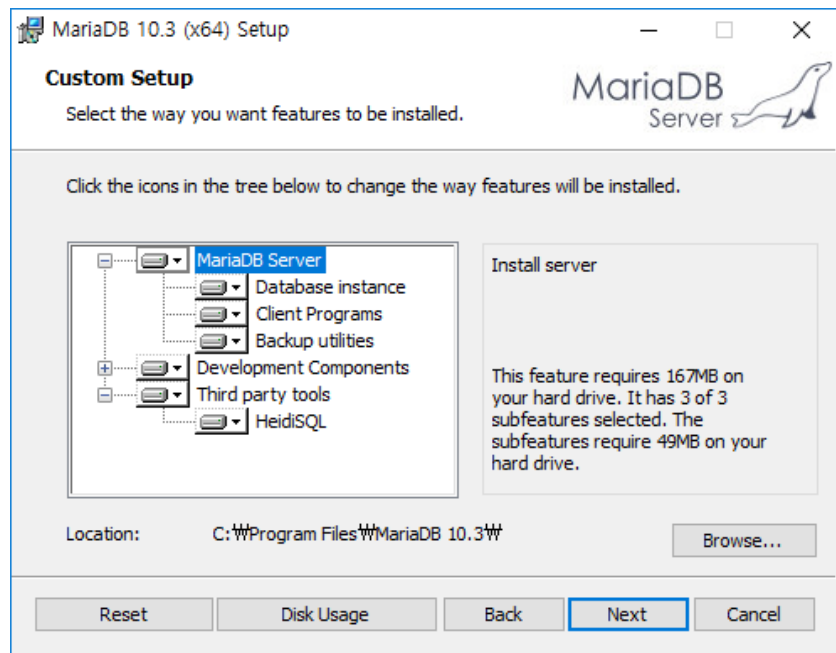 MariaDB 10.3 (x64) Setup
Custom Setup
Select the way you want features to be installed.
MariaDB
Server
Click the icons in the tree below to change the way features will be installed.
MariaDB Server
Database instance
Client Programs
Backup utilities
Development Components
Third party tools
HeidiSQL
Install server
This feature requires 167MB on
your hard drive. It has 3 of 3
subfeatures selected. The
subfeatures require 49MB on your
hard drive.
Location: C:₩Program Files₩MariaDB 10.3₩
Browse...
Reset Disk Usage Back Next Cancel